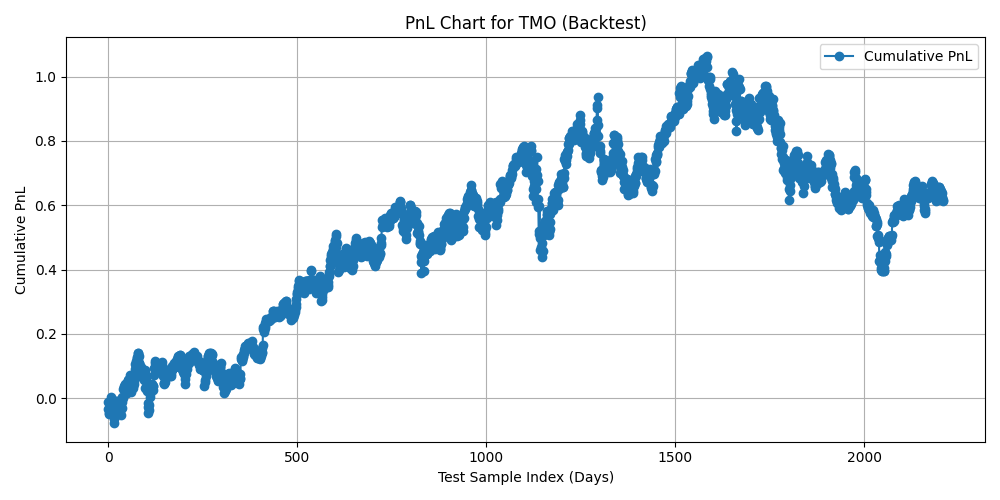 PnL Chart for TMO (Backtest)
Cumulative PnL
1.0
0.8
0.6
0.4
0.2
0.0
Cumulative PnL
0 500 1000 1500 2000
Test Sample Index (Days)